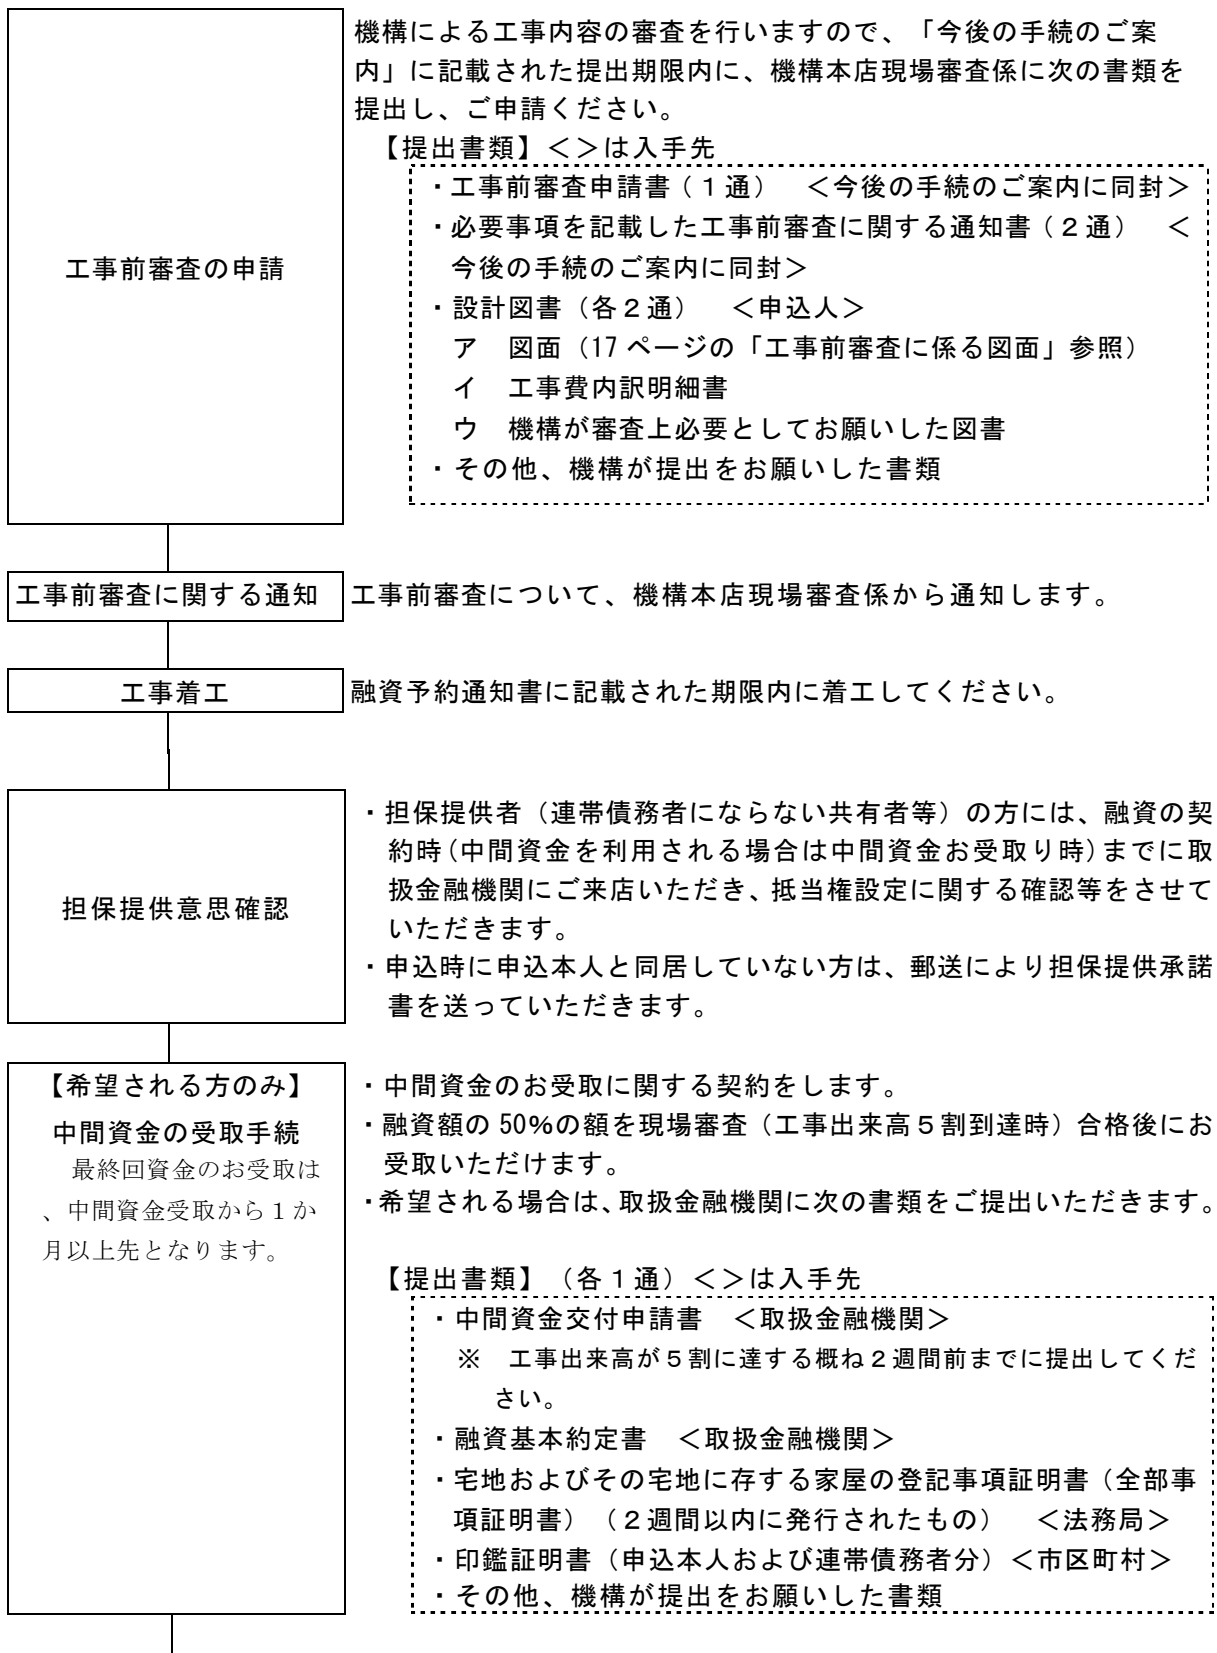 機構による工事内容の審査を行いますので、「今後の手続のご案
内」に記載された提出期限内に、機構本店現場審査係に次の書類を
提出し、ご申請ください。
【提出書類】＜＞は入手先
・工事前審査申請書（１通）　＜今後の手続のご案内に同封＞
・必要事項を記載した工事前審査に関する通知書（２通）　＜
今後の手続のご案内に同封＞
工事前審査の申請
・設計図書（各２通）　＜申込人＞
ア　図面（17 ページの「工事前審査に係る図面」参照）
イ　工事費内訳明細書
ウ　機構が審査上必要としてお願いした図書
・その他、機構が提出をお願いした書類
工事前審査に関する通知
工事前審査について、機構本店現場審査係から通知します。
工事着工
融資予約通知書に記載された期限内に着工してください。
担保提供意思確認
・担保提供者（連帯債務者にならない共有者等）の方には、融資の契
約時（中間資金を利用される場合は中間資金お受取り時）までに取
扱金融機関にご来店いただき、抵当権設定に関する確認等をさせて
いただきます。
・申込時に申込本人と同居していない方は、郵送により担保提供承諾
書を送っていただきます。
【希望される方のみ】
中間資金の受取手続
最終回資金のお受取は
、中間資金受取から１か
月以上先となります。
・中間資金のお受取に関する契約をします。
・融資額の 50％の額を現場審査（工事出来高５割到達時）合格後にお
受取いただけます。
・希望される場合は、取扱金融機関に次の書類をご提出いただきます。
【提出書類】（各１通）＜＞は入手先
・中間資金交付申請書　＜取扱金融機関＞
※　工事出来高が５割に達する概ね２週間前までに提出してくだ
さい。
・融資基本約定書　＜取扱金融機関＞
・宅地およびその宅地に存する家屋の登記事項証明書（全部事
項証明書）（２週間以内に発行されたもの）　＜法務局＞
・印鑑証明書（申込本人および連帯債務者分）＜市区町村＞
・その他、機構が提出をお願いした書類